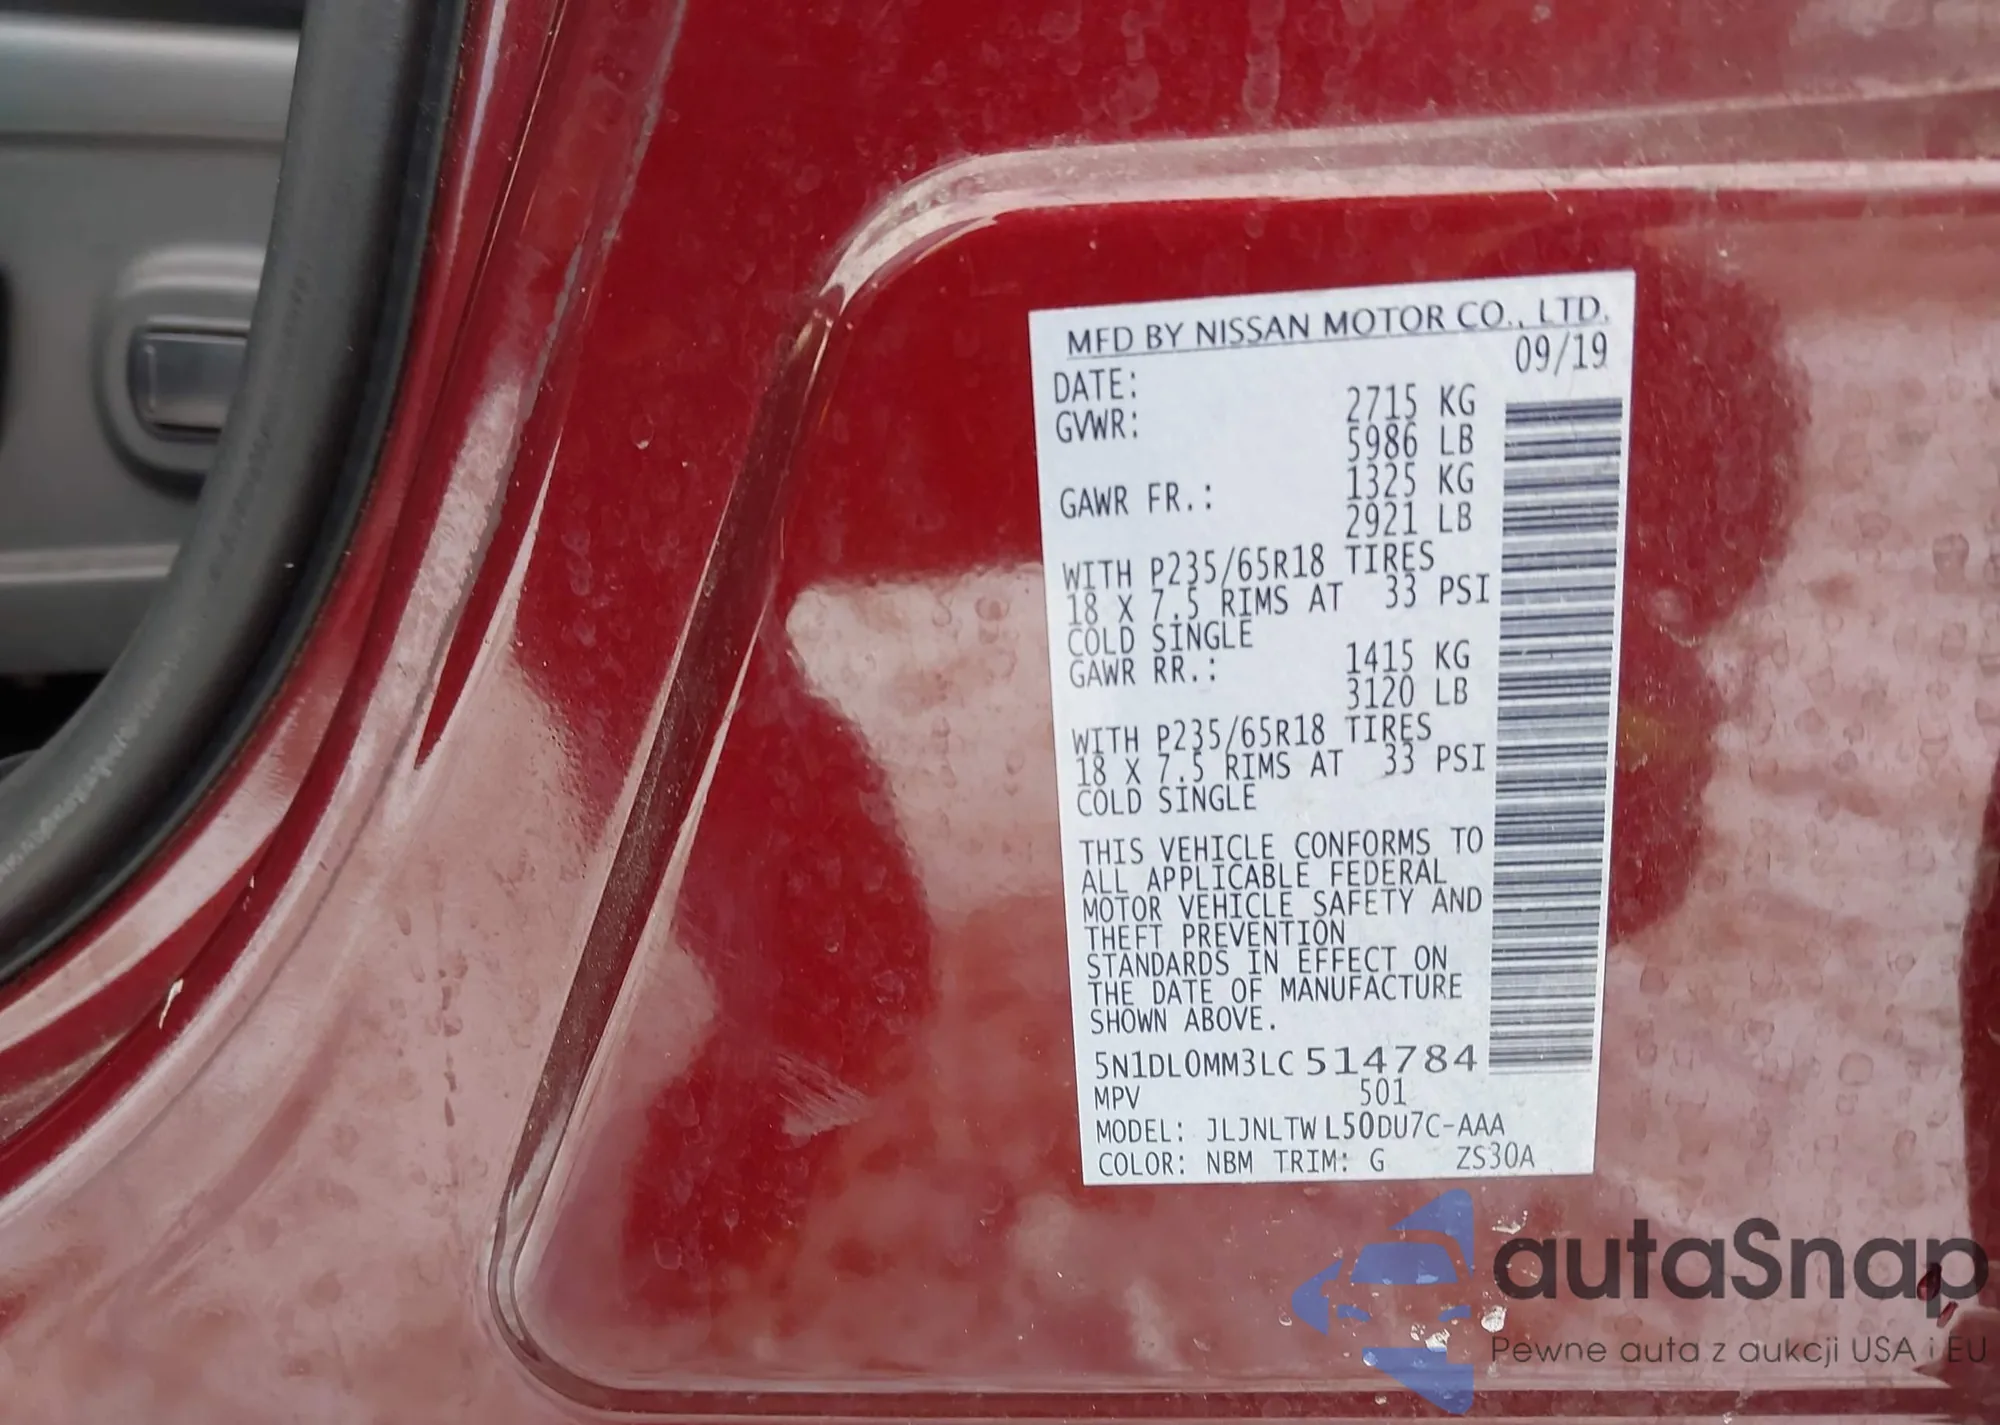 MFD BY NISSAN MOTOR CO., LTD.
DATE: 09/19
GVWR: 2715 KG
5986 LB
GAWR FR.: 1325 KG
2921 LB
WITH P235/65R18 TIRES
18 X 7.5 RIMS AT 33 PSI
COLD SINGLE
GAWR RR.: 1415 KG
3120 LB
WITH P235/65R18 TIRES
18 X 7.5 RIMS AT 33 PSI
COLD SINGLE
THIS VEHICLE CONFORMS TO
ALL APPLICABLE FEDERAL
MOTOR VEHICLE SAFETY AND
THEFT PREVENTION
STANDARDS IN EFFECT ON
THE DATE OF MANUFACTURE
SHOWN ABOVE.
5N1DL0MM3LC 514784
MPV 501
MODEL: JLJNLTWL50DU7C-AAA
COLOR: NBM TRIM: G ZS30A
autaSnap
Pewne auta z aukcji USA i EU